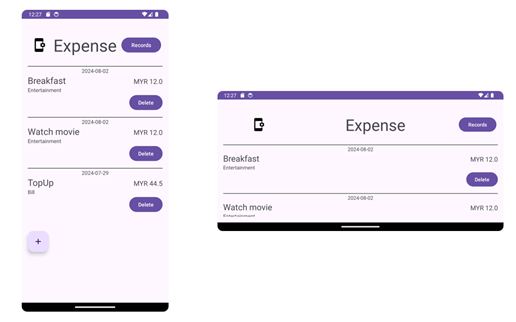 12:27
Expense
Records
2024-08-02
Breakfast
MYR 12.0
Entertainment
Delete
2024-08-02
Watch movie
MYR 12.0
Entertainment
Delete
2024-07-29
TopUp
MYR 44.5
Bill
Delete
+
12:27
Expense
Records
2024-08-02
Breakfast
MYR 12.0
Entertainment
Delete
2024-08-02
Watch movie
MYR 12.0
Entertainment